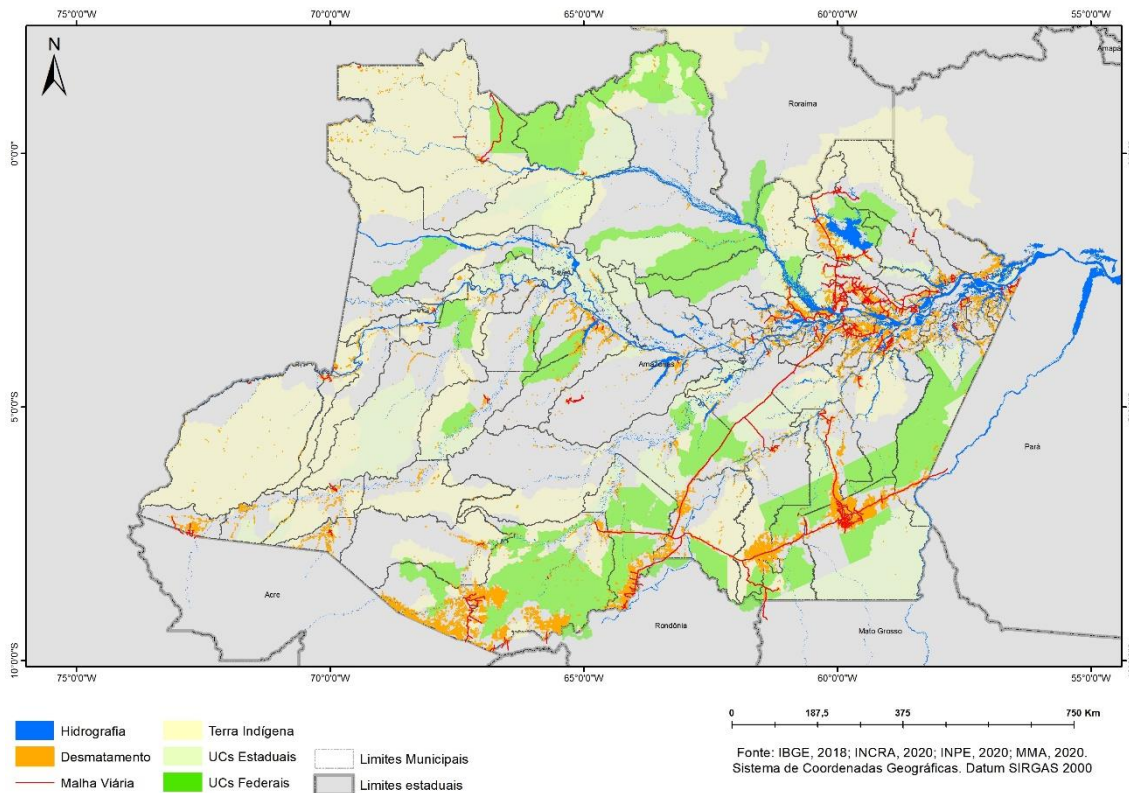 75°0'0"W 70°0'0"W 65°0'0"W 60°0'0"W 55°0'0"W
N
Amapá
Roraima
0°0'0"
Amazonas
5°0'0"S
5°0'0"S
Pará
Acre
Rondônia
Mato Grosso
10°0'0"S
75°0'0"W 70°0'0"W 65°0'0"W 60°0'0"W 55°0'0"W
Hidrografia
Desmatamento
Malha Viária
Terra Indígena
UCs Estaduais
UCs Federais
Limites Municipais
Limites estaduais
0 187,5 375 750 Km
Fonte: IBGE, 2018; INCRA, 2020; INPE, 2020; MMA, 2020.
Sistema de Coordenadas Geográficas. Datum SIRGAS 2000